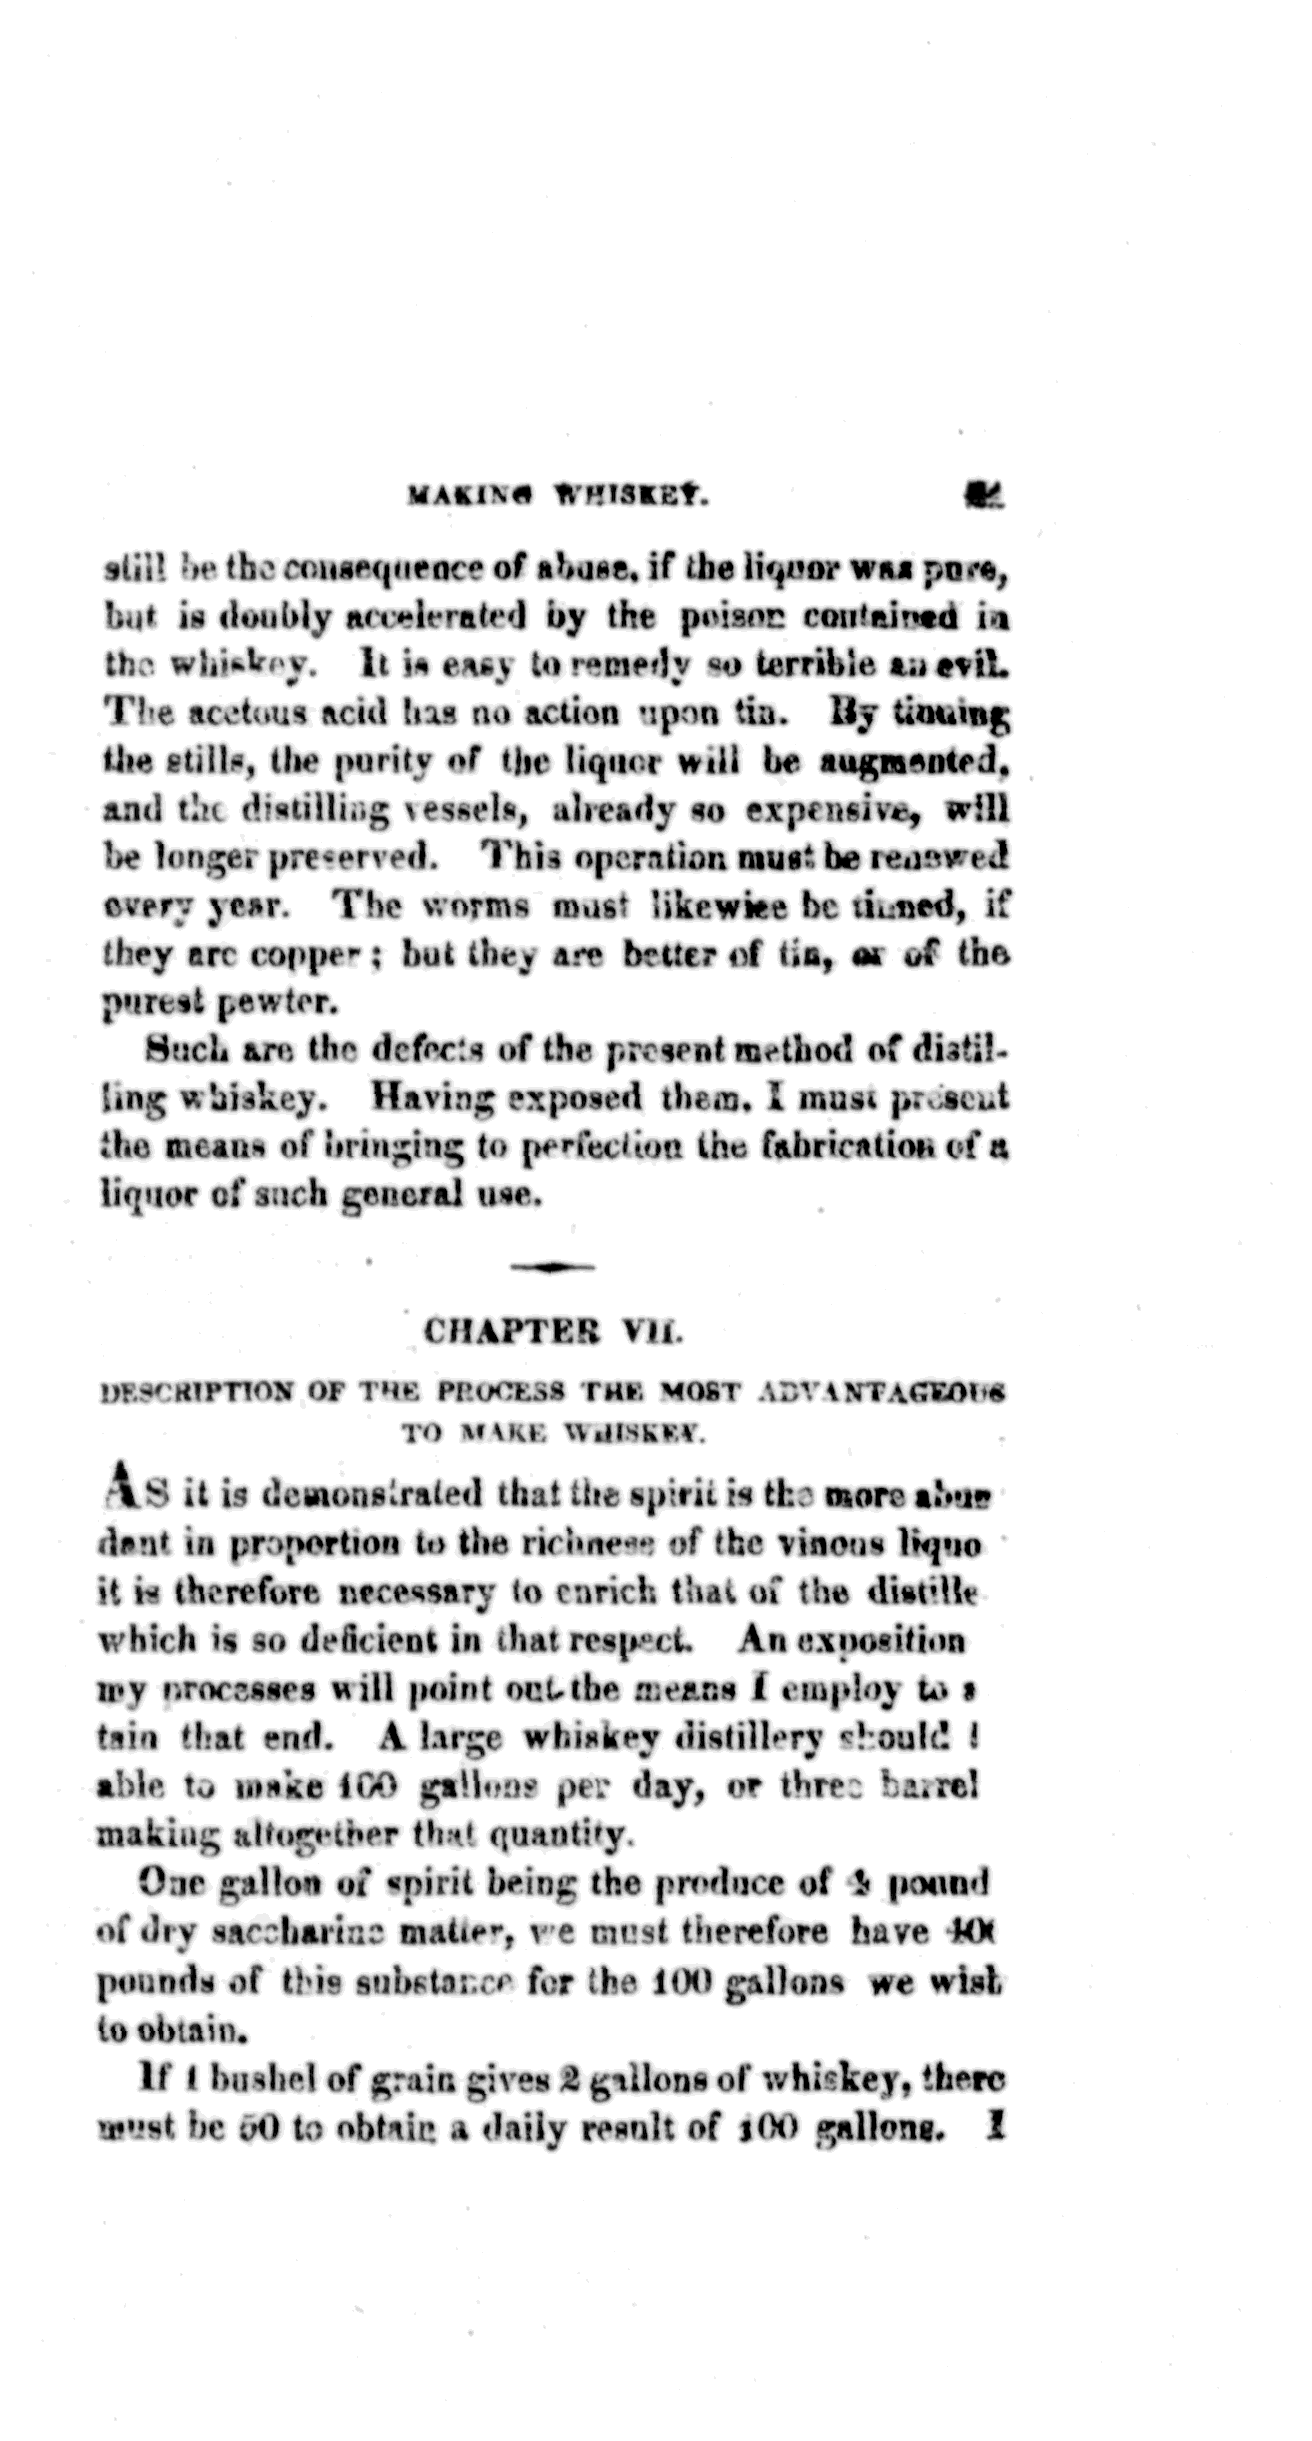 MAKING WHISKEY.
still be the consequence of abuse, if the liquor was pure,
but is doubly accelerated by the poison contained in
the whiskey. It is easy to remedy so terrible an evil.
The acetous acid has no action upon tin. By tinning
the stills, the purity of the liquor will be augmented,
and the distilling vessels, already so expensive, will
be longer preserved. This operation must be renewed
every year. The worms must likewise be tinned, if
they are copper; but they are better of tin, or of the
purest pewter.
Such are the defects of the present method of distil-
ling whiskey. Having exposed them, I must present
the means of bringing to perfection the fabrication of a
liquor of such general use.
CHAPTER VII.
DESCRIPTION OF THE PROCESS THE MOST ADVANTAGEOUS
TO MAKE WHISKEY.
AS it is demonstrated that the spirit is the more abun
dant in proportion to the richness of the vinous liquo
it is therefore necessary to enrich that of the distille
which is so deficient in that respect. An exposition
my processes will point out the means I employ to a
tain that end. A large whiskey distillery should
able to make 100 gallons per day, or three barrel
making altogether that quantity.
One gallon of spirit being the produce of 4 pound
of dry saccharine matter, we must therefore have 400
pounds of this substance for the 100 gallons we wish
to obtain.
If 1 bushel of grain gives 2 gallons of whiskey, there
must be 50 to obtain a daily result of 100 gallons. I